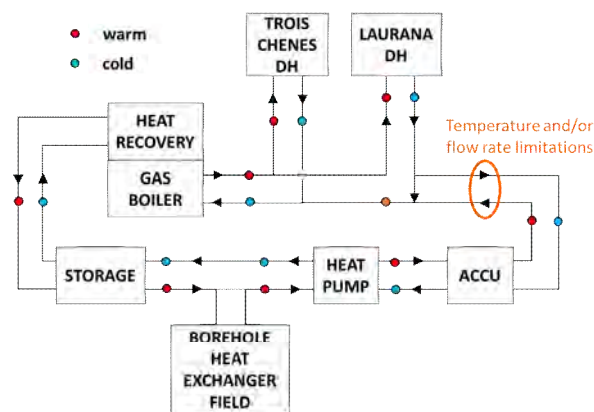 warm
cold
TROIS
CHENES
DH
LAURANA
DH
HEAT
RECOVERY
GAS
BOILER
Temperature and/or
flow rate limitations
STORAGE
HEAT
PUMP
ACCU
BOREHOLE
HEAT
EXCHANGER
FIELD